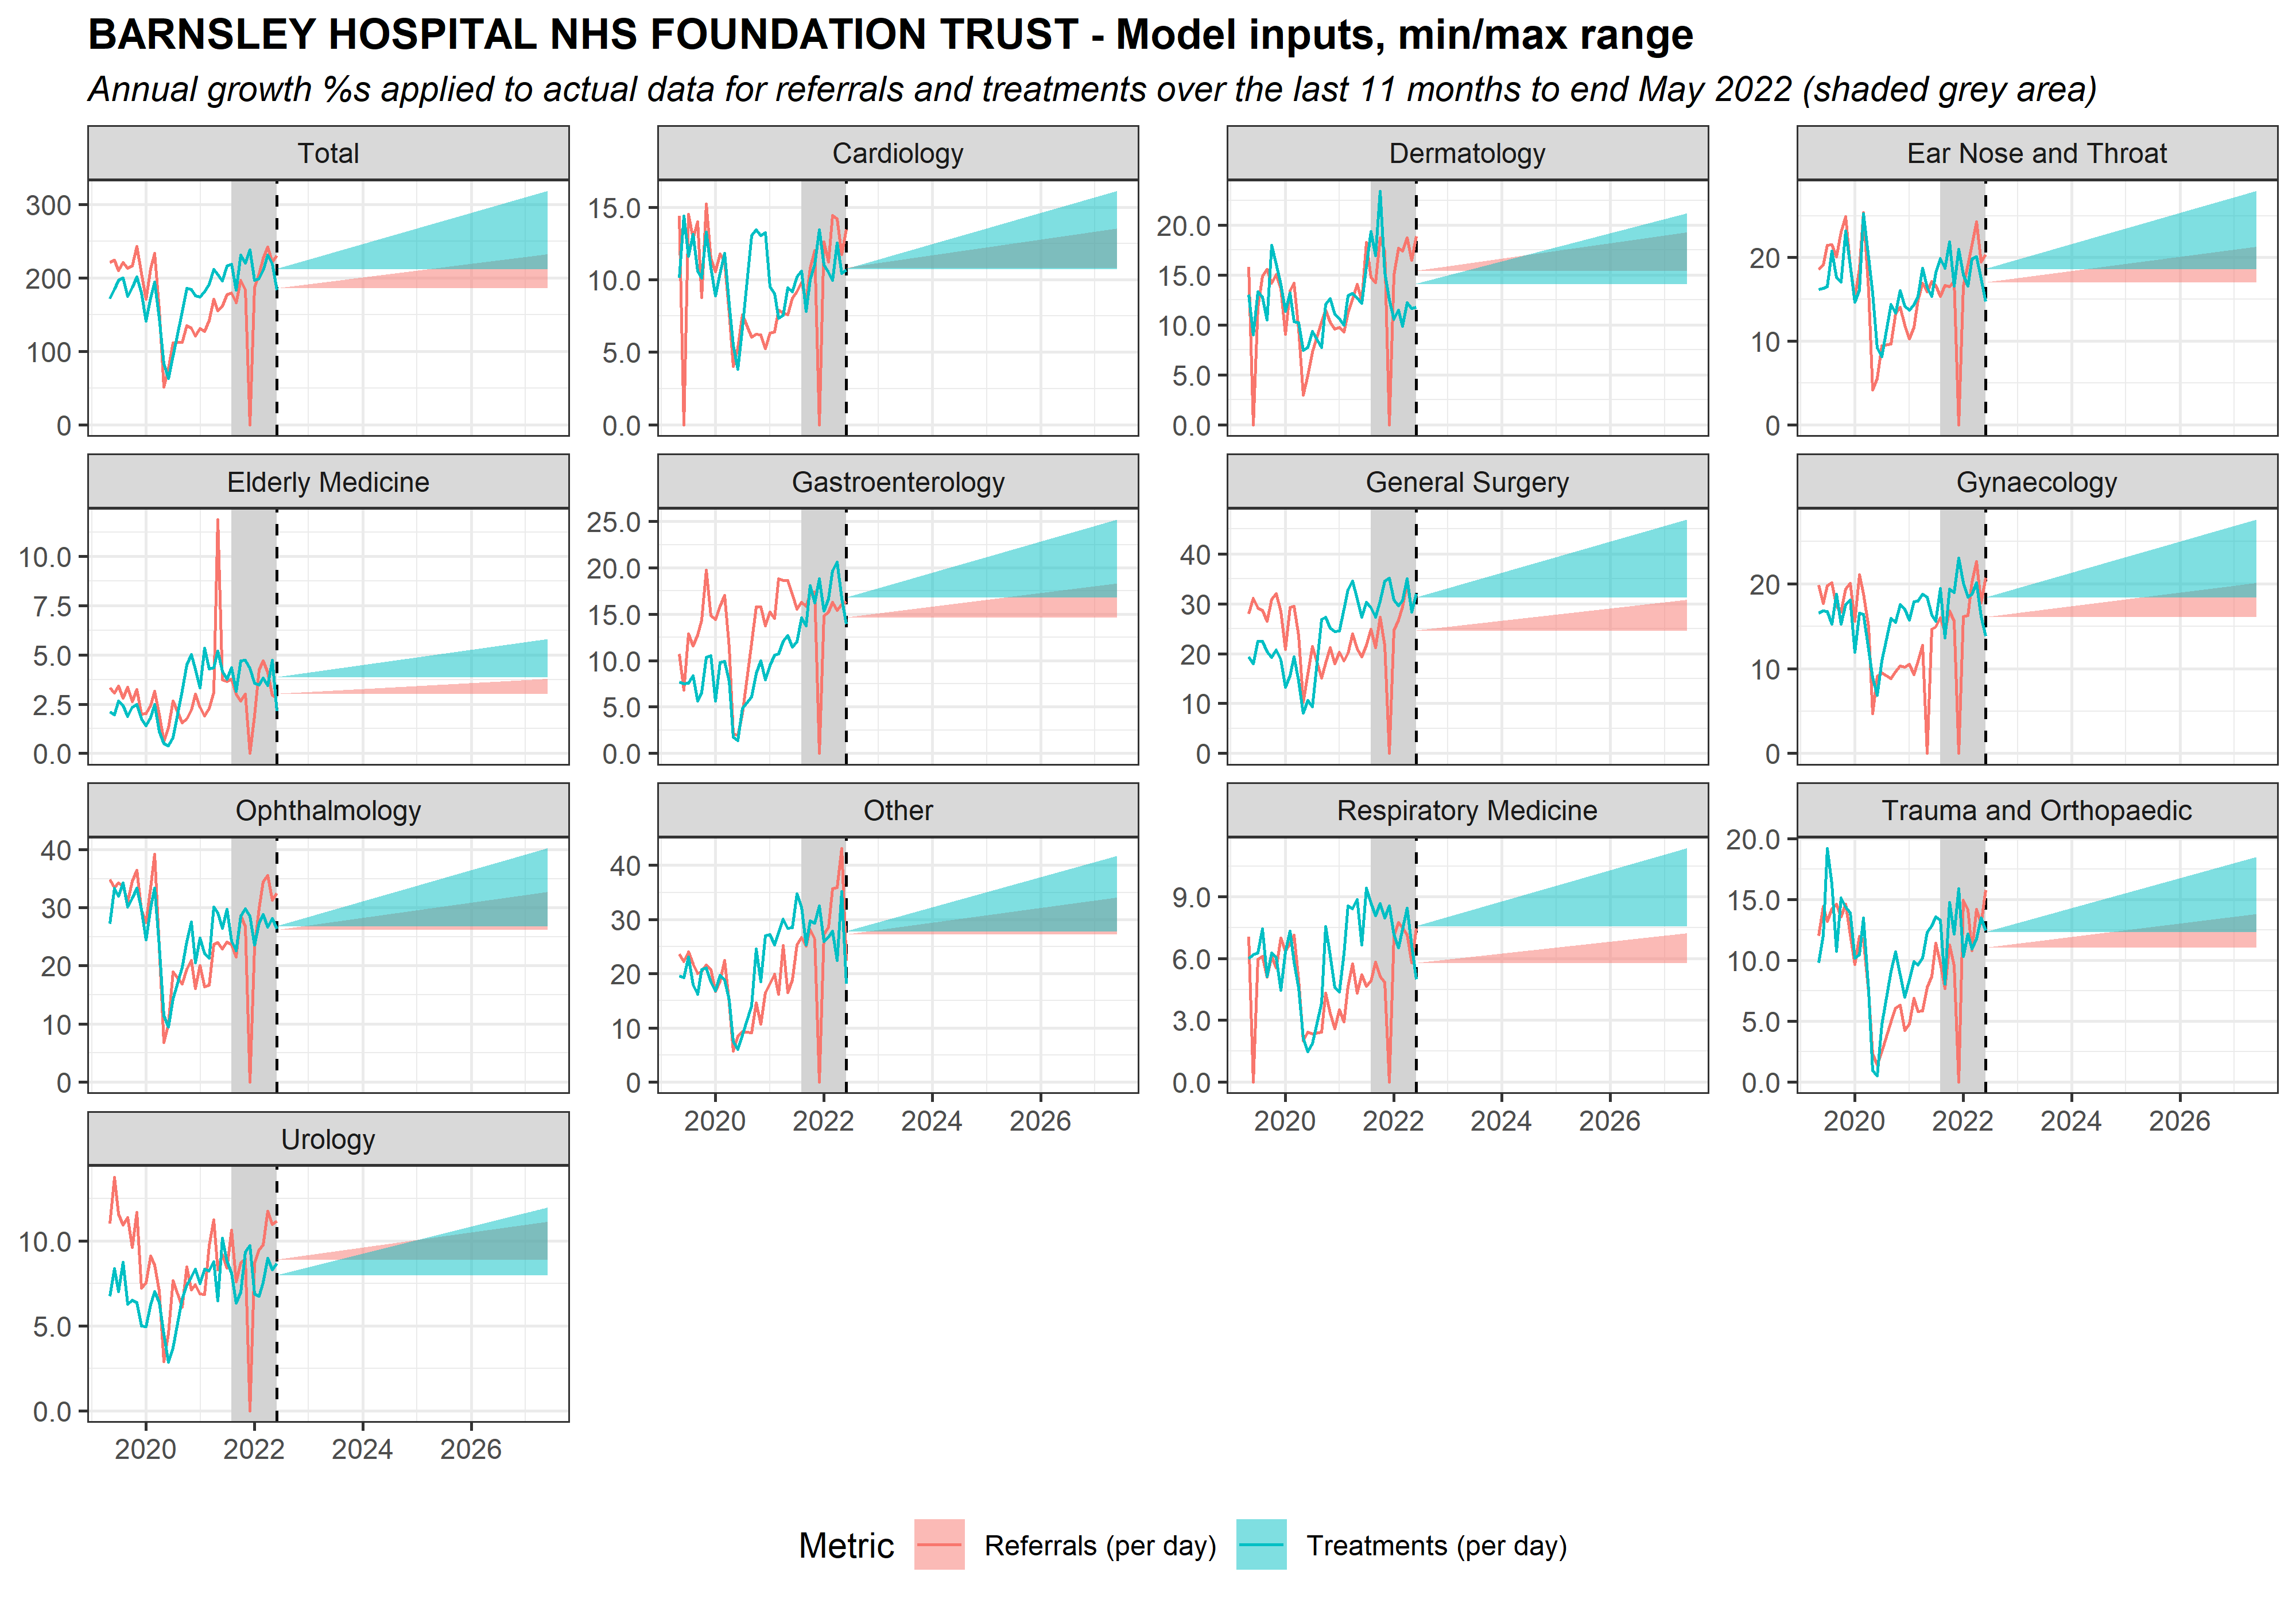 BARNSLEY HOSPITAL NHS FOUNDATION TRUST - Model inputs, min/max range
Annual growth %s applied to actual data for referrals and treatments over the last 11 months to end May 2022 (shaded grey area)
Total
300
200
100
0
Cardiology
15.0
10.0
5.0
0.0
Dermatology
20.0
15.0
10.0
5.0
0.0
Ear Nose and Throat
20
10
0
Elderly Medicine
10.0
7.5
5.0
2.5
0.0
Gastroenterology
25.0
20.0
15.0
10.0
5.0
0.0
General Surgery
40
30
20
10
0
Gynaecology
20
10
0
Ophthalmology
40
30
20
10
0
Other
40
30
20
10
0
2020 2022 2024 2026
Respiratory Medicine
9.0
6.0
3.0
0.0
2020 2022 2024 2026
Trauma and Orthopaedic
20.0
15.0
10.0
5.0
0.0
2020 2022 2024 2026
Urology
10.0
5.0
0.0
2020 2022 2024 2026
Metric Referrals (per day) Treatments (per day)